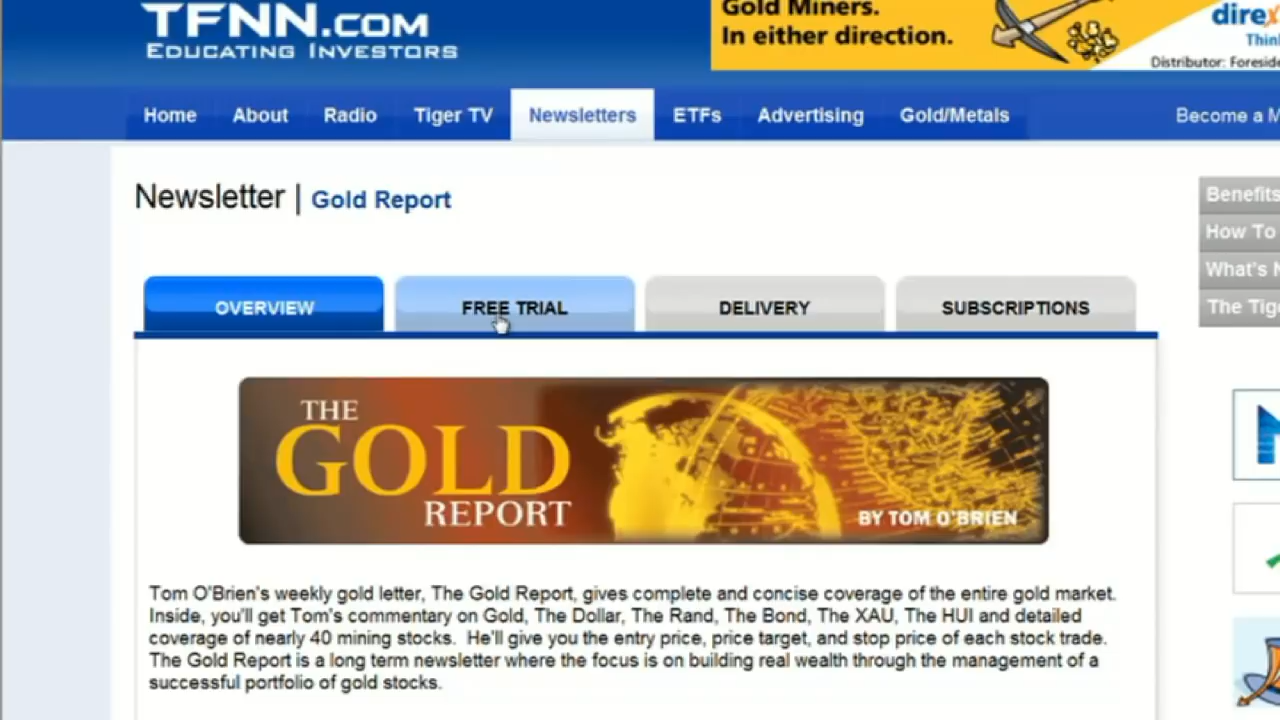 TFNN.COM
EDUCATING INVESTORS
Gold Miners.
In either direction.
Distributor:
Home About Radio Tiger TV Newsletters ETFs Advertising Gold/Metals Become a
Newsletter | Gold Report
Benefits
How To
What's
The
OVERVIEW FREE TRIAL DELIVERY SUBSCRIPTIONS
THE
GOLD
REPORT
BY TOM O'BRIEN
Tom O'Brien's weekly gold letter, The Gold Report, gives complete and concise coverage of the entire gold market.
Inside, you'll get Tom's commentary on Gold, The Dollar, The Rand, The Bond, The XAU, The HUI and detailed
coverage of nearly 40 mining stocks. He'll give you the entry price, price target, and stop price of each stock trade.
The Gold Report is a long term newsletter where the focus is on building real wealth through the management of a
successful portfolio of gold stocks.